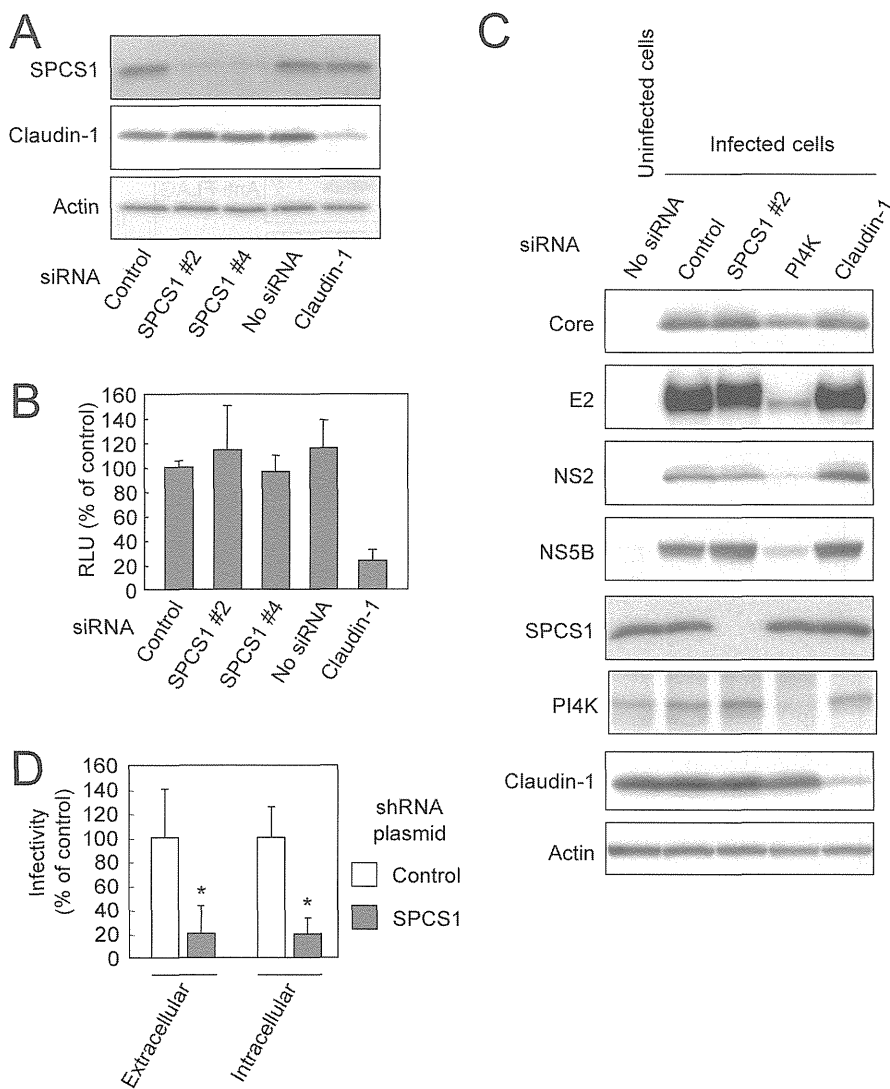 A
SPCS1
Claudin-1
Actin
siRNA
Control
SPCS1 #2
SPCS1 #4
No siRNA
Claudin-1
B
RLU (% of control)
160
140
120
100
80
60
40
20
0
siRNA
Control
SPCS1 #2
SPCS1 #4
No siRNA
Claudin-1
D
Infectivity
(% of control)
160
140
120
100
80
60
40
20
0
*
*
Extracellular
Intracellular
shRNA
plasmid
Control
SPCS1
C
Uninfected cells
Infected cells
siRNA
No siRNA
Control
SPCS1 #2
PI4K
Claudin-1
Core
E2
NS2
NS5B
SPCS1
PI4K
Claudin-1
Actin